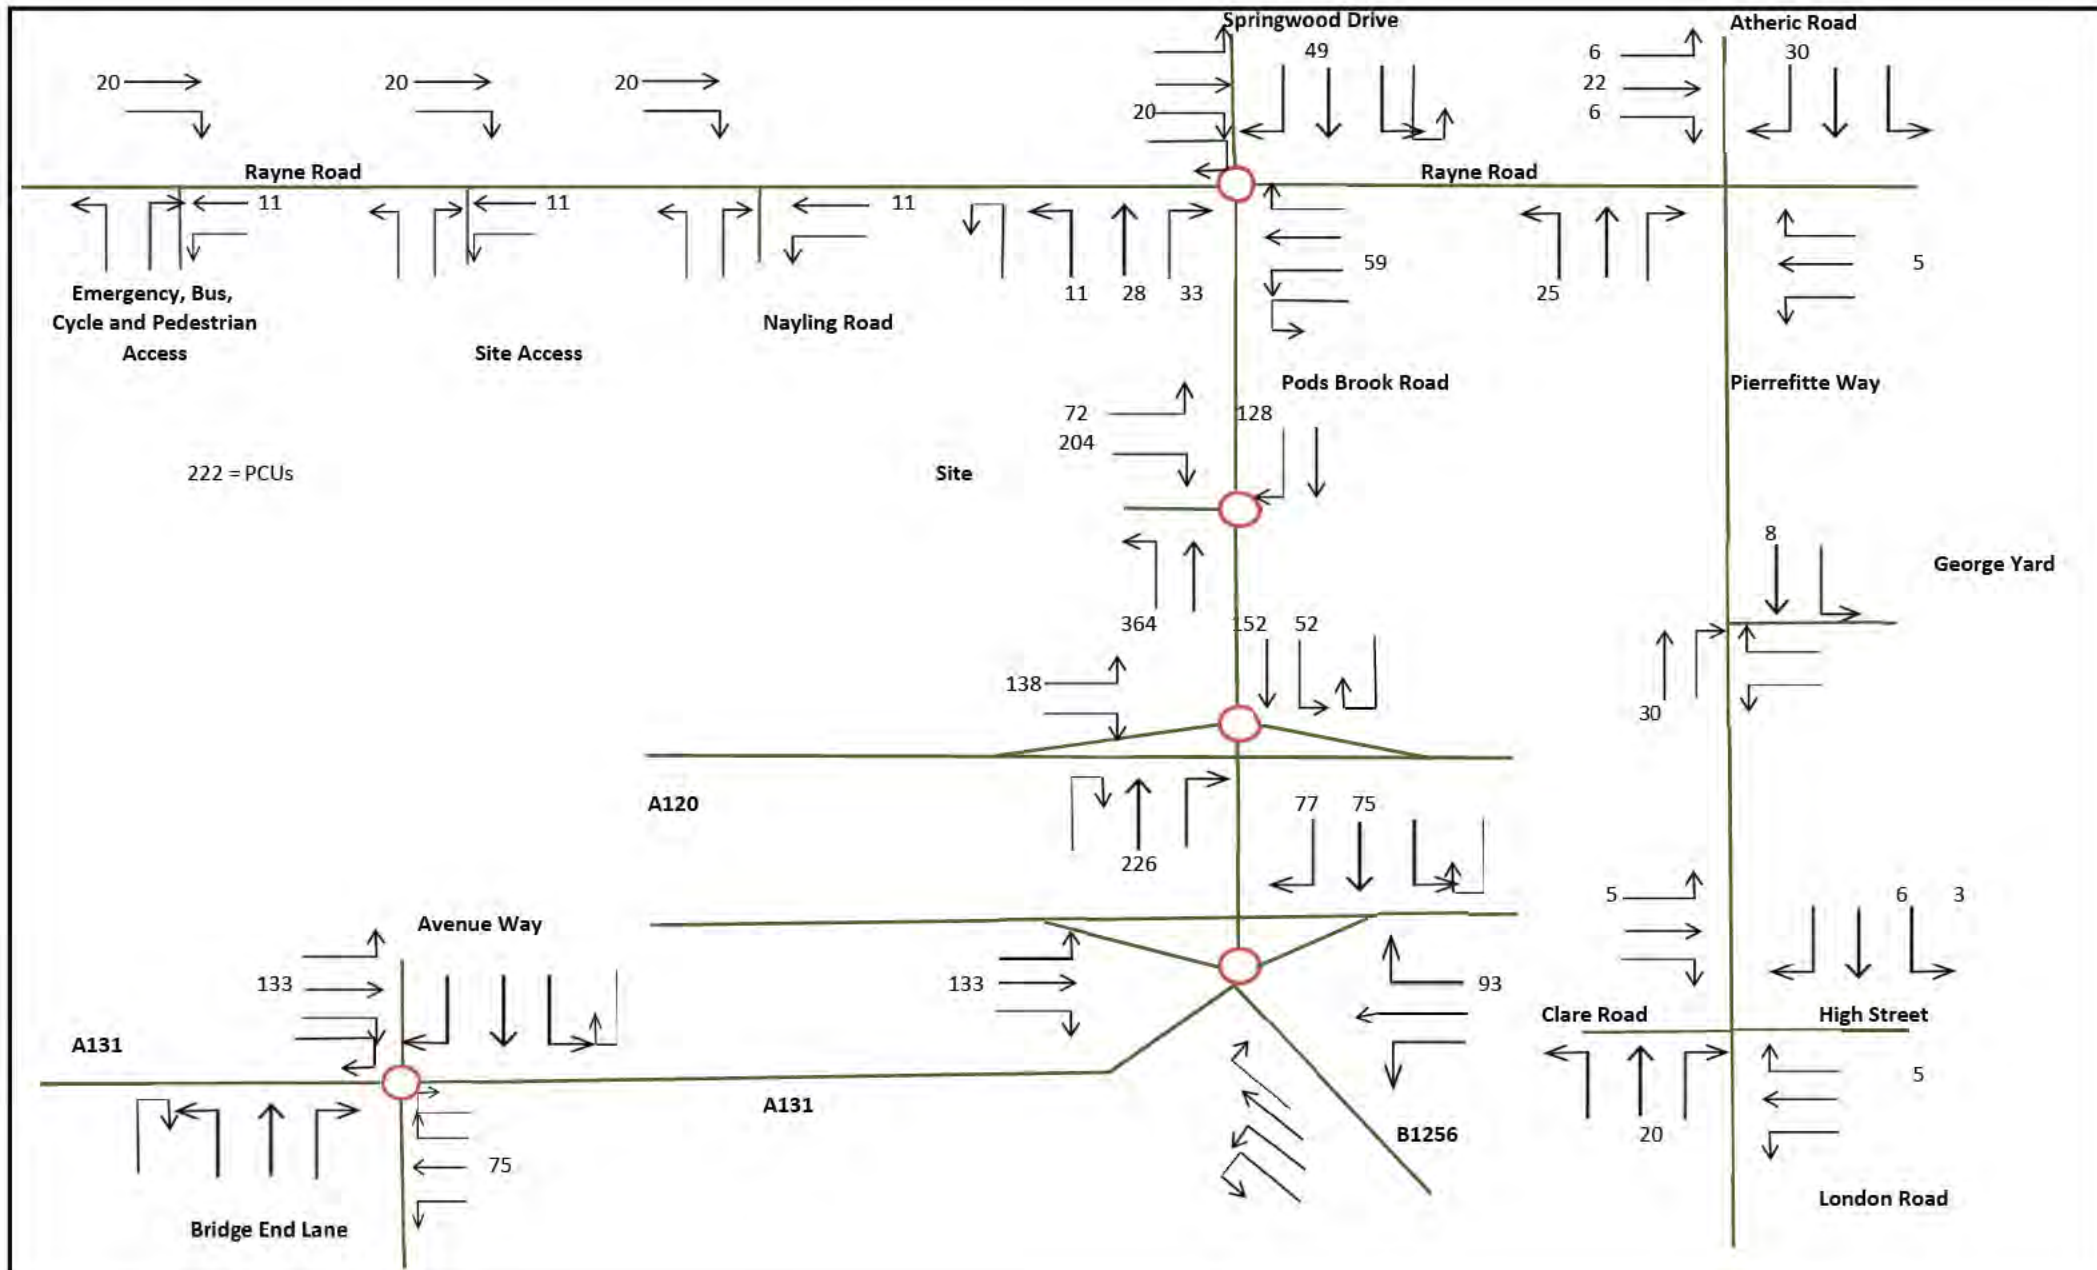 Springwood Drive
Atheric Road
49
6
30
20
20
20
22
20
6
Rayne Road
Rayne Road
11
11
11
59
5
11
28
33
25
Emergency, Bus,
Cycle and Pedestrian
Access
Nayling Road
Site Access
Pods Brook Road
Pierrefitte Way
72
128
204
222 = PCUs
Site
8
George Yard
364
152
52
138
30
A120
77
75
226
5
6
3
Avenue Way
133
133
93
Clare Road
High Street
A131
5
A131
B1256
20
75
London Road
Bridge End Lane